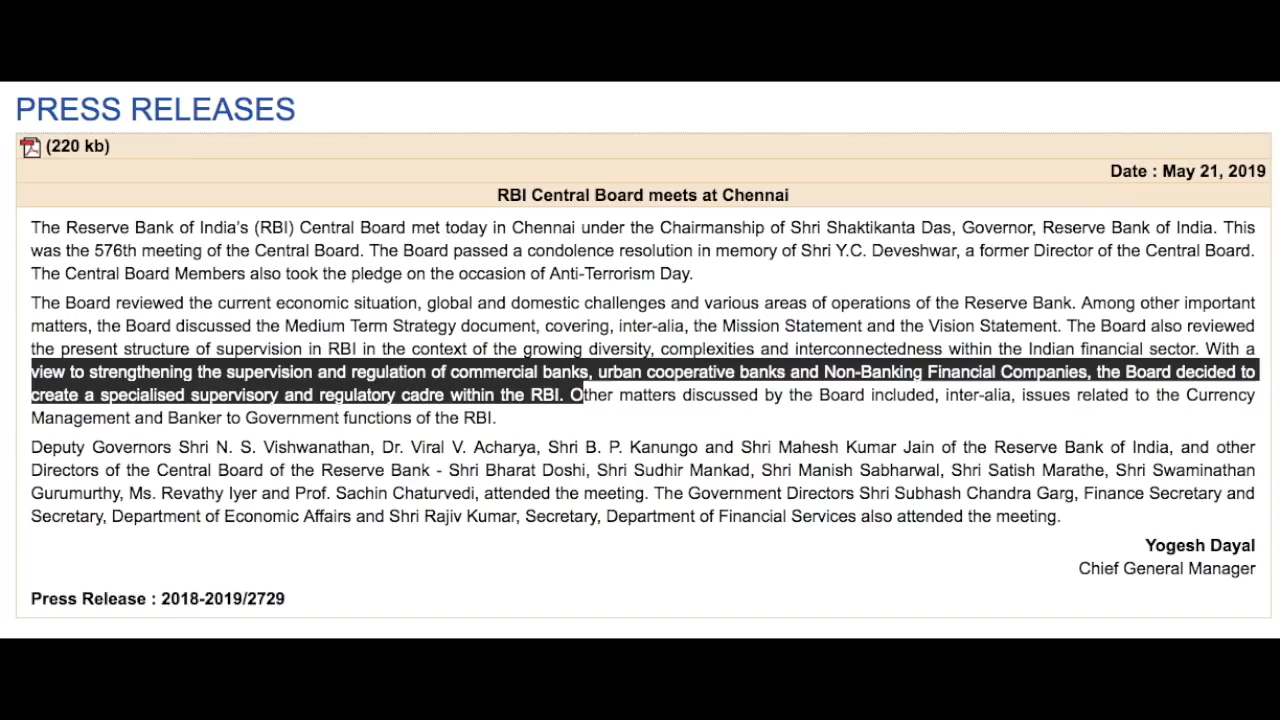 PRESS RELEASES
(220 kb)
Date : May 21, 2019
RBI Central Board meets at Chennai
The Reserve Bank of India's (RBI) Central Board met today in Chennai under the Chairmanship of Shri Shaktikanta Das, Governor, Reserve Bank of India. This
was the 576th meeting of the Central Board. The Board passed a condolence resolution in memory of Shri Y.C. Deveshwar, a former Director of the Central Board.
The Central Board Members also took the pledge on the occasion of Anti-Terrorism Day.
The Board reviewed the current economic situation, global and domestic challenges and various areas of operations of the Reserve Bank. Among other important
matters, the Board discussed the Medium Term Strategy document, covering, inter-alia, the Mission Statement and the Vision Statement. The Board also reviewed
the present structure of supervision in RBI in the context of the growing diversity, complexities and interconnectedness within the Indian financial sector. With a
view to strengthening the supervision and regulation of commercial banks, urban cooperative banks and Non-Banking Financial Companies, the Board decided to
create a specialised supervisory and regulatory cadre within the RBI. Other matters discussed by the Board included, inter-alia, issues related to the Currency
Management and Banker to Government functions of the RBI.
Deputy Governors Shri N. S. Vishwanathan, Dr. Viral V. Acharya, Shri B. P. Kanungo and Shri Mahesh Kumar Jain of the Reserve Bank of India, and other
Directors of the Central Board of the Reserve Bank - Shri Bharat Doshi, Shri Sudhir Mankad, Shri Manish Sabharwal, Shri Satish Marathe, Shri Swaminathan
Gurumurthy, Ms. Revathy Iyer and Prof. Sachin Chaturvedi, attended the meeting. The Government Directors Shri Subhash Chandra Garg, Finance Secretary and
Secretary, Department of Economic Affairs and Shri Rajiv Kumar, Secretary, Department of Financial Services also attended the meeting.
Yogesh Dayal
Chief General Manager
Press Release : 2018-2019/2729